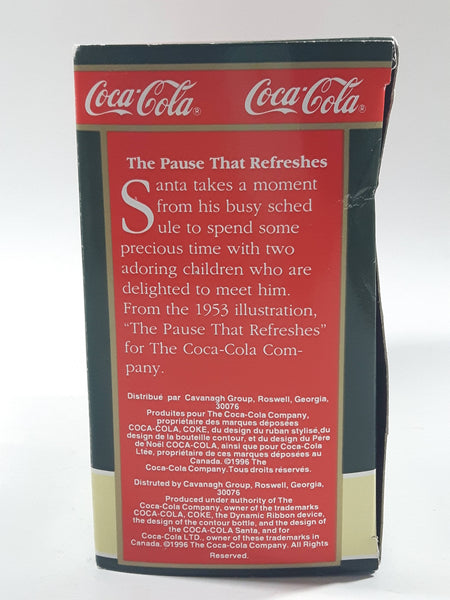 Coca-Cola® Coca-Cola®
The Pause That Refreshes
Santa takes a moment
from his busy sched
ule to spend some
precious time with two
adoring children who are
delighted to meet him.
From the 1953 illustration,
"The Pause That Refreshes"
for The Coca-Cola Com-
pany.
Distribué par Cavanagh Group, Roswell, Georgia,
30076
Produites pour The Coca-Cola Company,
propriétaire des marques déposées
COCA-COLA, COKE, du design du ruban stylisé,du
design de la bouteille contour, et du design du Père
de Noël COCA-COLA, ainsi que pour Coca-Cola
Ltée, propriétaire de ces marques déposées au
Canada. ©1996 The
Coca-Cola Company.Tous droits réservés.
Distruted by Cavanagh Group, Roswell, Georgia,
30076
Produced under authority of The
Coca-Cola Company, owner of the trademarks
COCA-COLA, COKE, the Dynamic Ribbon device,
the design of the contour bottle, and the design of
the COCA-COLA Santa, and for
Coca-Cola LTD., owner of these trademarks in
Canada. ©1996 The Coca-Cola Company. All Rights
Reserved.